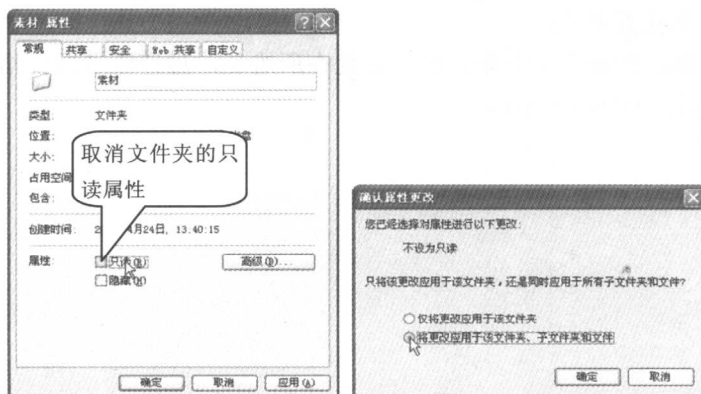 素材 属性
常规 共享 安全 Web 共享 自定义
素材
类型: 文件夹
位置: 盘
大小:
取消文件夹的只
读属性
占用空间
包含:
创建时间: 月24日, 13:40:15
属性: 只读(R) 高级(D)...
隐藏(H)
确定 取消 应用(A)
确认属性更改
您已经选择对属性进行以下更改:
不设为只读
只将该更改应用于该文件夹，还是同时应用于所有子文件夹和文件?
仅将更改应用于该文件夹
将更改应用于该文件夹、子文件夹和文件
确定 取消